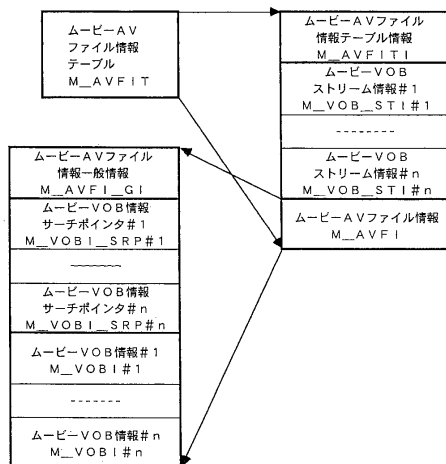 ムービーAV
ファイル情報
テーブル
M_AVFIT
ムービーAVファイル
情報テーブル情報
M_AVFITI
ムービーVOB
ストリーム情報#1
M_VOB_STI#1
ムービーVOB
ストリーム情報#n
M_VOB_STI#n
ムービーAVファイル情報
M_AVFI
ムービーAVファイル
情報一般情報
M_AVFI_GI
ムービーVOB情報
サーチポインタ#1
M_VOBI_SRP#1
ムービーVOB情報
サーチポインタ#n
M_VOBI_SRP#n
ムービーVOB情報#1
M_VOBI#1
ムービーVOB情報#n
M_VOBI#n